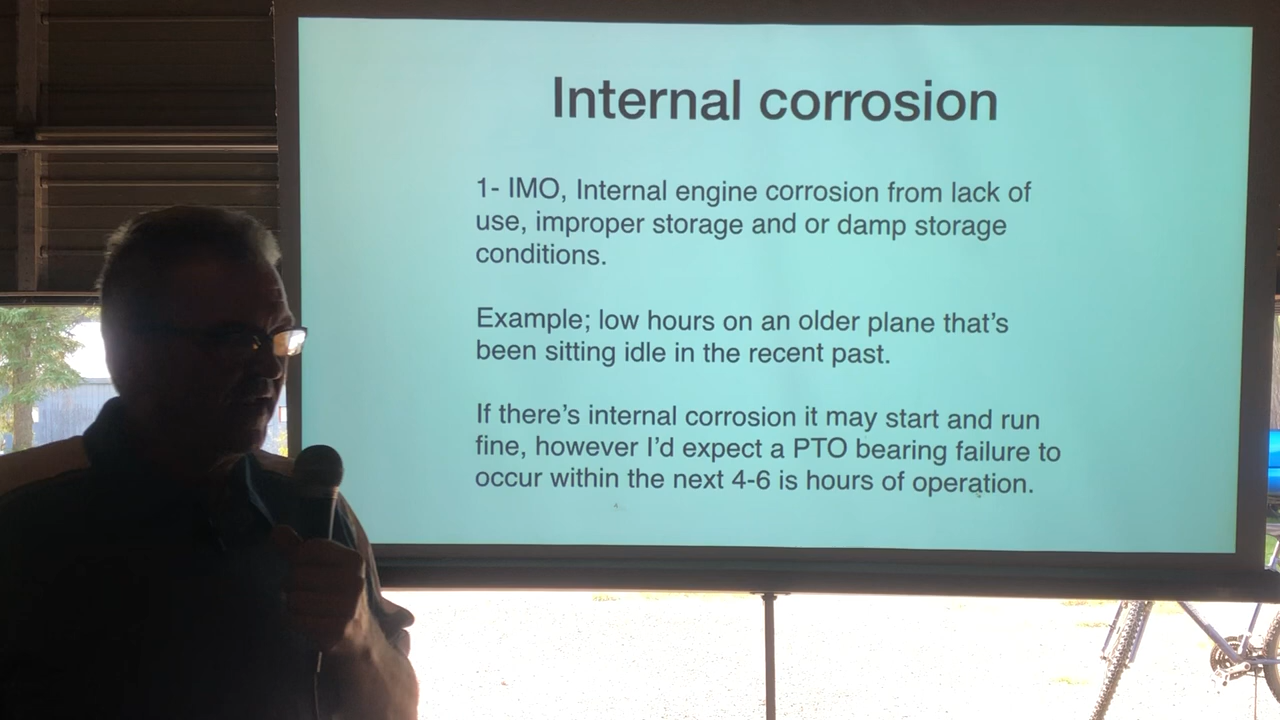 Internal corrosion
1- IMO, Internal engine corrosion from lack of
use, improper storage and or damp storage
conditions.
Example; low hours on an older plane that’s
been sitting idle in the recent past.
If there’s internal corrosion it may start and run
fine, however I’d expect a PTO bearing failure to
occur within the next 4-6 is hours of operation.